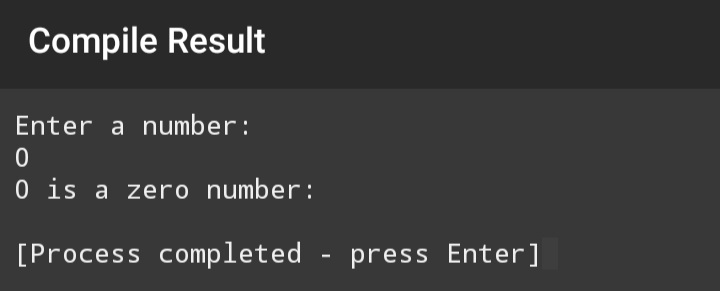 Compile Result
Enter a number:
0
0 is a zero number:
[Process completed - press Enter]